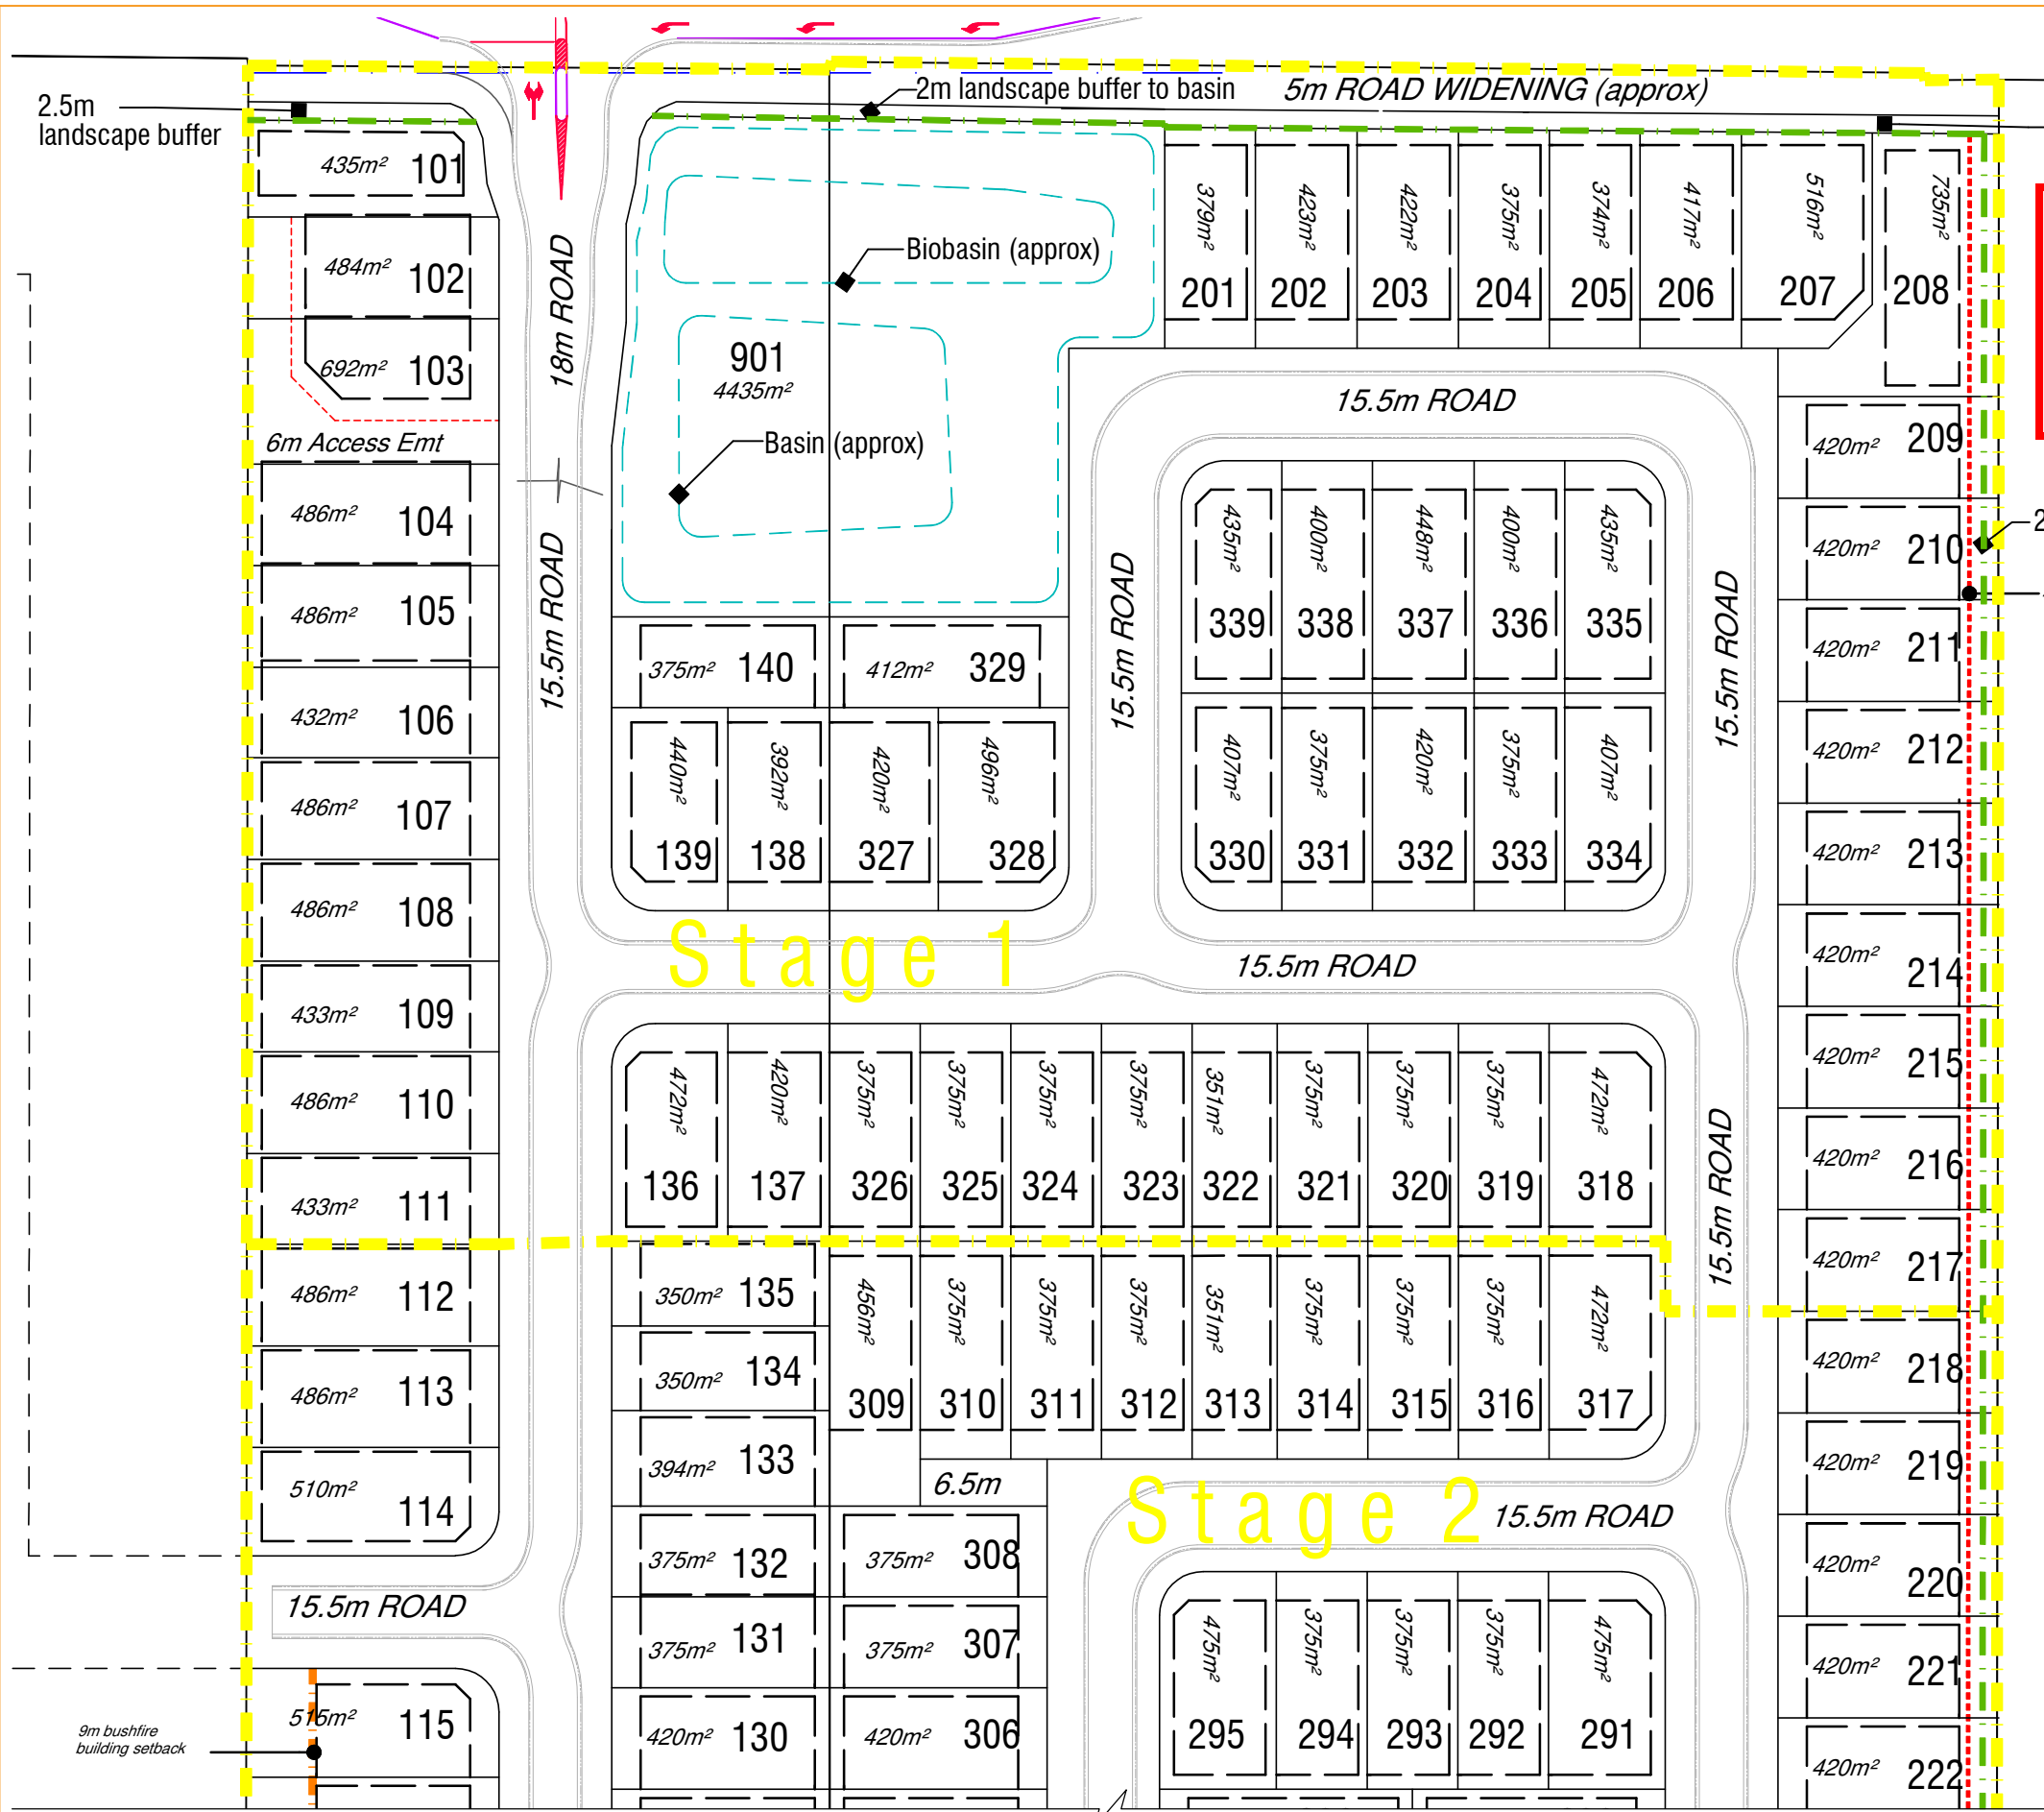 2.5m
landscape buffer
2m landscape buffer to basin
5m ROAD WIDENING (approx)
435m² 101
484m² 102
692m² 103
6m Access Emt
486m² 104
486m² 105
432m² 106
486m² 107
486m² 108
433m² 109
486m² 110
433m² 111
486m² 112
486m² 113
510m² 114
15.5m ROAD
515m² 115
9m bushfire
building setback
18m ROAD
15.5m ROAD
Biobasin (approx)
901
4435m²
Basin (approx)
375m² 140
412m² 329
440m² 139
392m² 138
420m² 327
496m² 328
Stage 1
15.5m ROAD
379m² 201
423m² 202
422m² 203
375m² 204
374m² 205
417m² 206
516m² 207
735m² 208
15.5m ROAD
15.5m ROAD
15.5m ROAD
435m² 339
400m² 338
448m² 337
400m² 336
435m² 335
407m² 330
375m² 331
420m² 332
375m² 333
407m² 334
420m² 209
420m² 210
420m² 211
420m² 212
420m² 213
420m² 214
420m² 215
420m² 216
420m² 217
420m² 218
420m² 219
420m² 220
420m² 221
420m² 222
2
472m² 136
420m² 137
375m² 326
375m² 325
375m² 324
375m² 323
351m² 322
375m² 321
375m² 320
375m² 319
472m² 318
15.5m ROAD
350m² 135
350m² 134
394m² 133
375m² 132
375m² 131
420m² 130
456m² 309
375m² 310
375m² 311
375m² 312
351m² 313
375m² 314
375m² 315
375m² 316
472m² 317
6.5m
Stage 2
15.5m ROAD
375m² 308
375m² 307
420m² 306
475m² 295
375m² 294
375m² 293
375m² 292
475m² 291